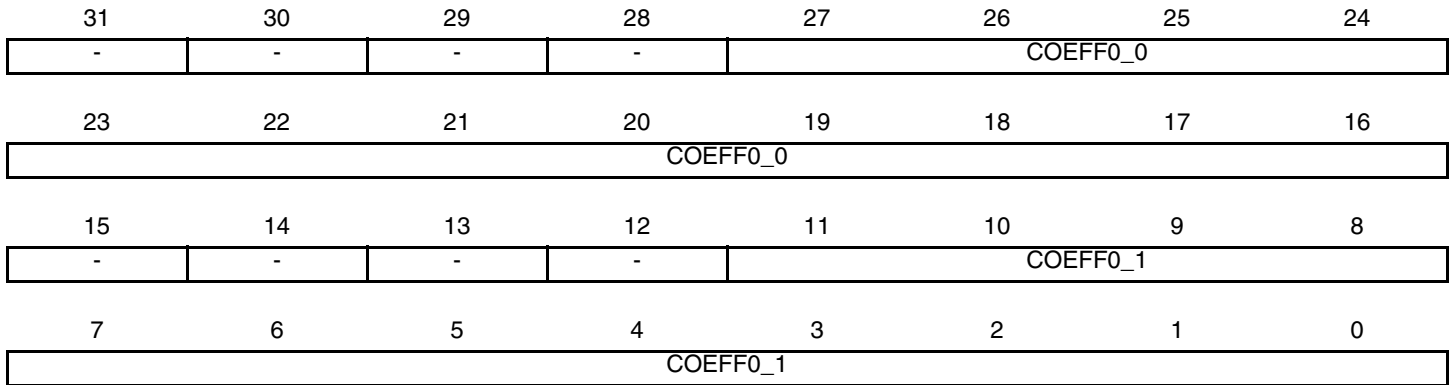 31 30 29 28 27 26 25 24
- - - - COEFF0_0
23 22 21 20 19 18 17 16
COEFF0_0
15 14 13 12 11 10 9 8
- - - - COEFF0_1
7 6 5 4 3 2 1 0
COEFF0_1